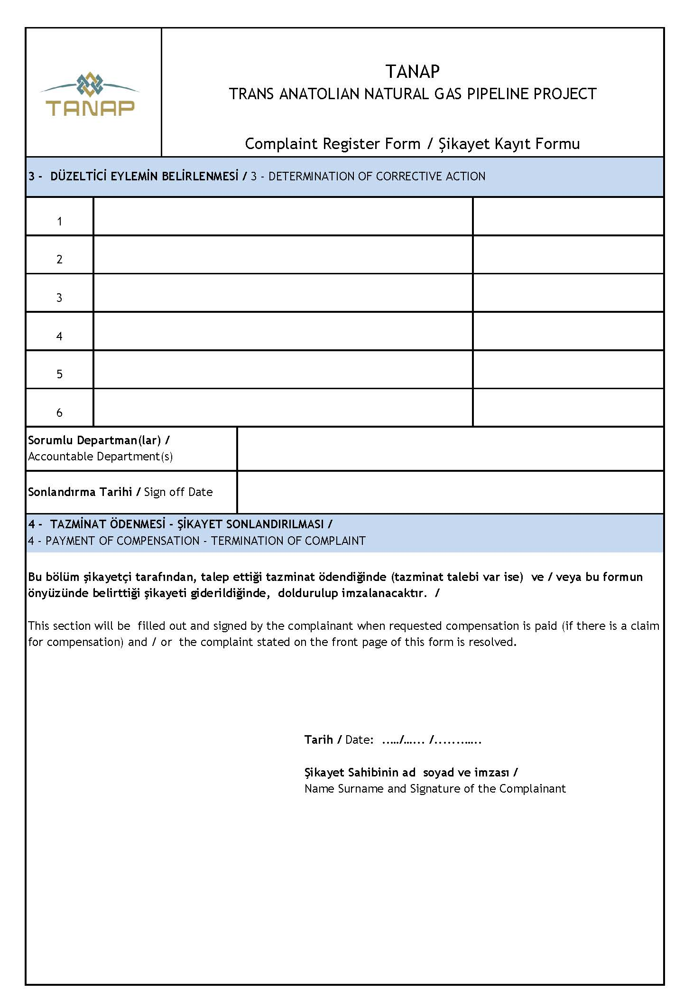 TANAP
TANAP
TRANS ANATOLIAN NATURAL GAS PIPELINE PROJECT
Complaint Register Form / Şikayet Kayıt Formu
3 -  DÜZELTİCİ EYLEMİN BELİRLENMESİ / 3 - DETERMINATION OF CORRECTIVE ACTION
1
2
3
4
5
6
Sorumlu Departman(lar) /
Accountable Department(s)
Sonlandırma Tarihi / Sign off Date
4 -  TAZMİNAT ÖDENMESİ - ŞİKAYET SONLANDIRILMASI /
4 - PAYMENT OF COMPENSATION - TERMINATION OF COMPLAINT
Bu bölüm şikayetçi tarafından, talep ettiği tazminat ödendiğinde (tazminat talebi var ise)  ve / veya bu formun
önyüzünde belirttiği şikayeti giderildiğinde,  doldurulup imzalanacaktır.  /
This section will be  filled out and signed by the complainant when requested compensation is paid (if there is a claim
for compensation) and / or  the complaint stated on the front page of this form is resolved.
Tarih / Date:  ...../...... /............
Şikayet Sahibinin ad  soyad ve imzası /
Name Surname and Signature of the Complainant